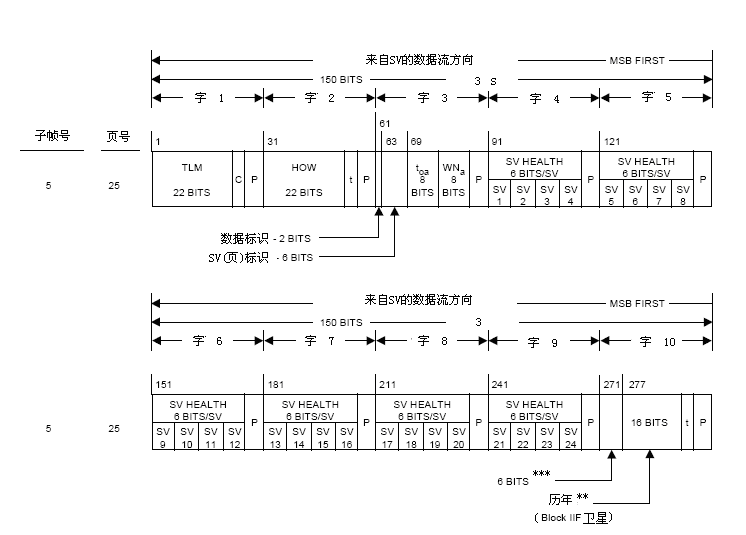 来自SV的数据流方向 MSB FIRST
150 BITS 3 s
字 1 字 2 字 3 字 4 字 5
子帧号 页号
61
1 31 63 69 91 121
TLM HOW t_oa WN_a SV HEALTH SV HEALTH
22 BITS C P 22 BITS t P 8 BITS 8 BITS P 6 BITS/SV P 6 BITS/SV P
5 25
SV 1 SV 2 SV 3 SV 4 SV 5 SV 6 SV 7 SV 8
数据标识 - 2 BITS
SV(页)标识 - 6 BITS
来自SV的数据流方向 MSB FIRST
150 BITS 3
字 6 字 7 字 8 字 9 字 10
151 181 211 241 271 277
SV HEALTH SV HEALTH SV HEALTH SV HEALTH
6 BITS/SV P 6 BITS/SV P 6 BITS/SV P 6 BITS/SV P 16 BITS t P
5 25
SV 9 SV 10 SV 11 SV 12 SV 13 SV 14 SV 15 SV 16 SV 17 SV 18 SV 19 SV 20 SV 21 SV 22 SV 23 SV 24
6 BITS ***
历年 **
(Block IIF 卫星)